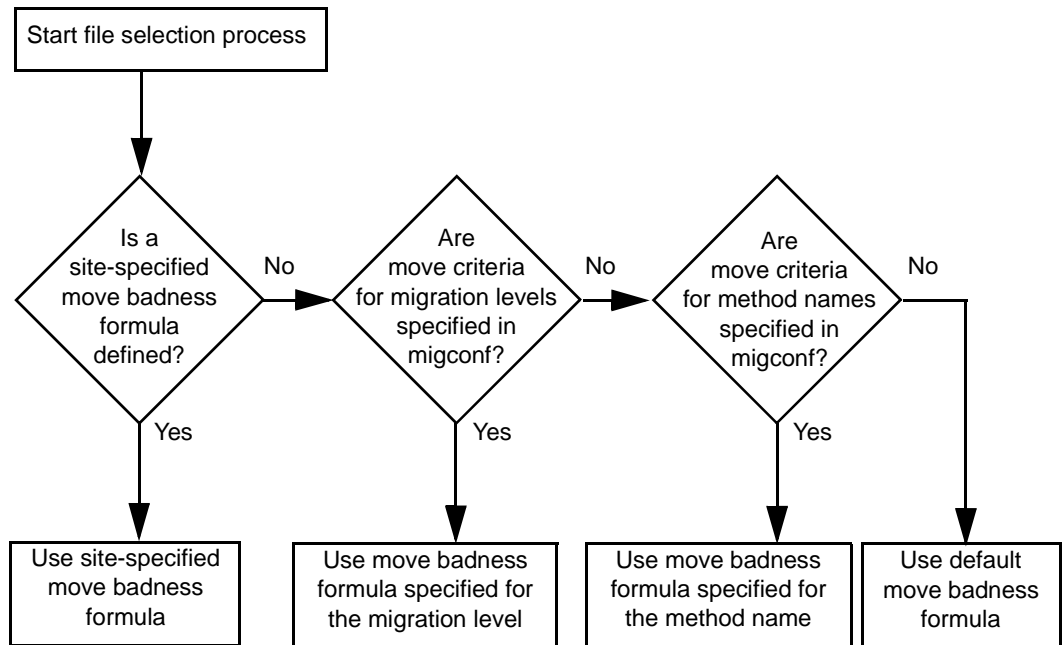 Start file selection process
Is a
site-specified
move badness
formula
defined?
No
Are
move criteria
for migration levels
specified in
migconf?
No
Are
move criteria
for method names
specified in
migconf?
No
Yes
Yes
Yes
Use site-specified
move badness
formula
Use move badness
formula specified for
the migration level
Use move badness
formula specified for
the method name
Use default
move badness
formula